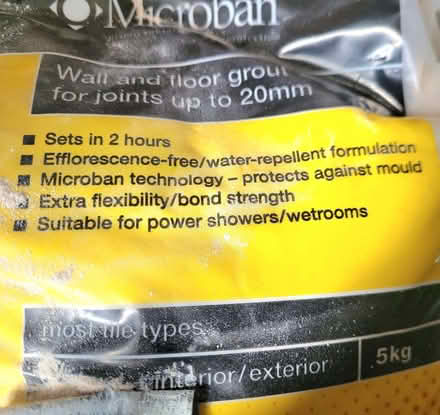 Microban
Wall and floor grout
for joints up to 20mm
Sets in 2 hours
Efflorescence-free/water-repellent formulation
Microban technology – protects against mould
Extra flexibility/bond strength
Suitable for power showers/wetrooms
most tile types
interior/exterior
5kg